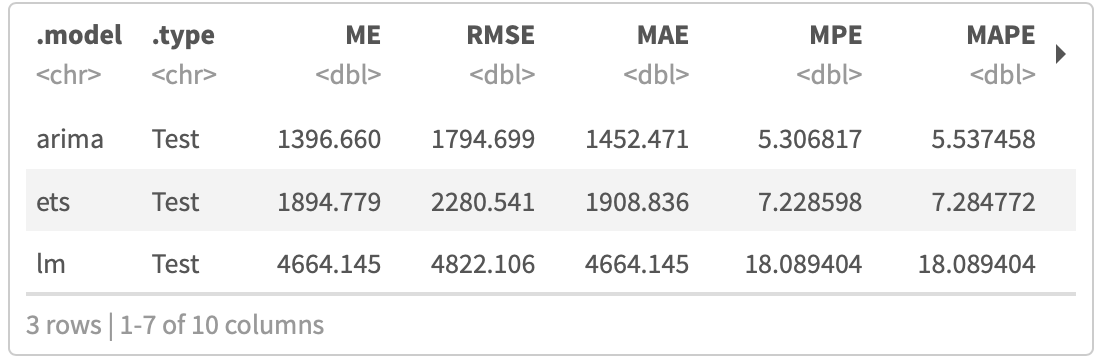 .model .type ME RMSE MAE MPE MAPE
<chr> <chr> <dbl> <dbl> <dbl> <dbl> <dbl>
arima Test 1396.660 1794.699 1452.471 5.306817 5.537458
ets Test 1894.779 2280.541 1908.836 7.228598 7.284772
lm Test 4664.145 4822.106 4664.145 18.089404 18.089404
3 rows | 1-7 of 10 columns